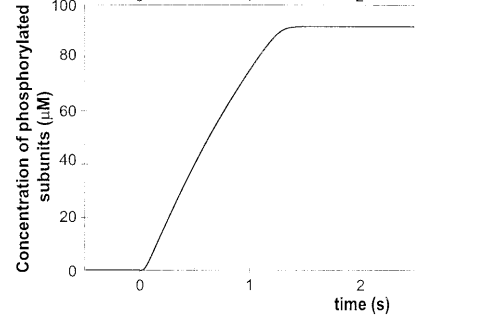 100
80
60
40
20
0
Concentration of phosphorylated
subunits (μM)
0 1 2
time (s)